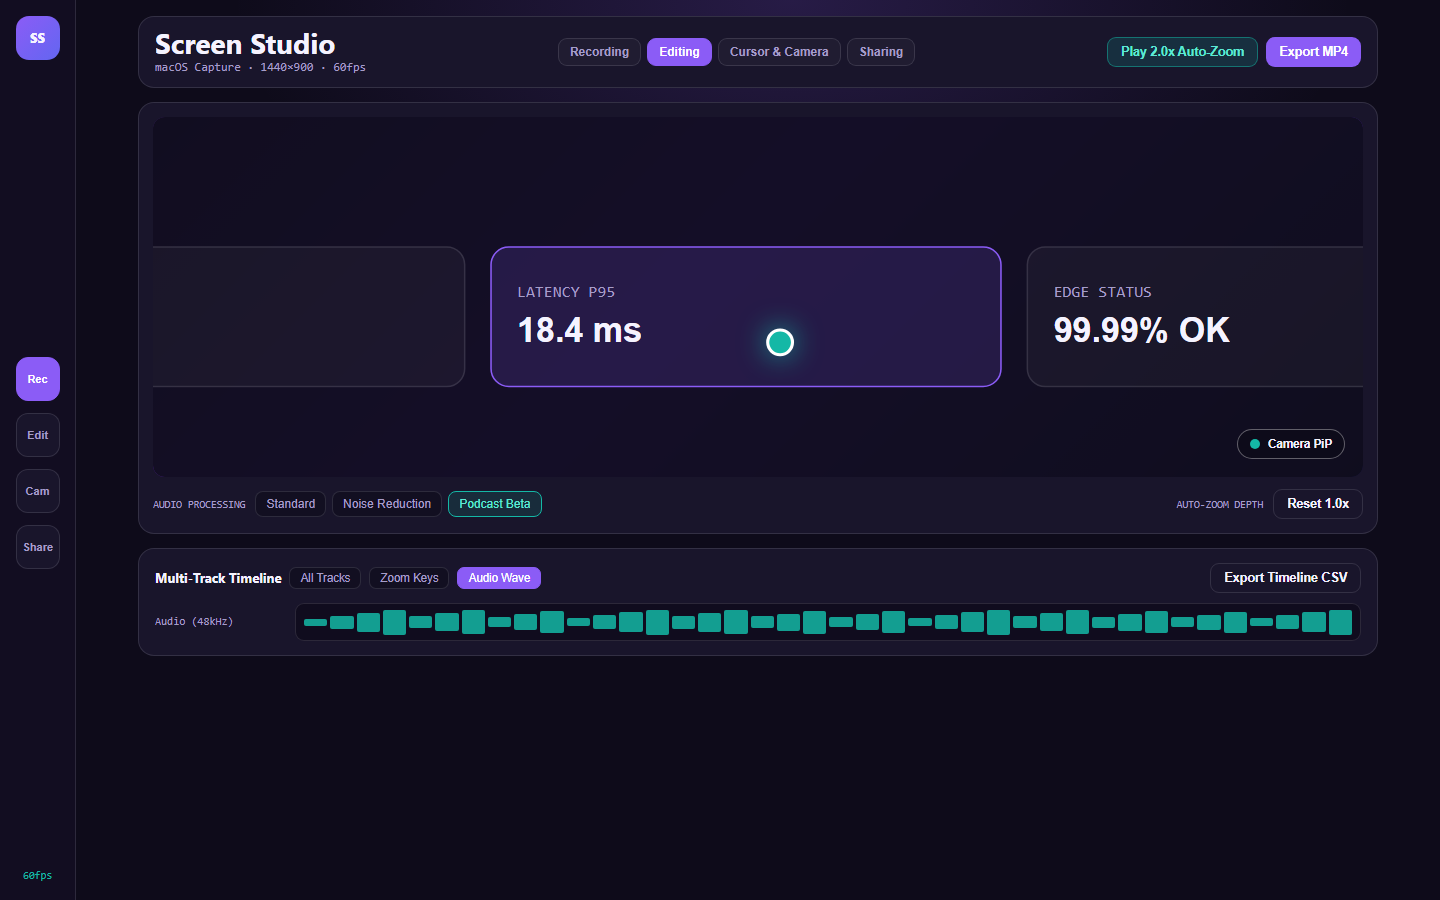 SS
Screen Studio
macOS Capture · 1440×900 · 60fps
Recording
Editing
Cursor & Camera
Sharing
Play 2.0x Auto-Zoom
Export MP4
LATENCY P95
18.4 ms
EDGE STATUS
99.99% OK
Camera PiP
Rec
Edit
Cam
Share
AUDIO PROCESSING
Standard
Noise Reduction
Podcast Beta
AUTO-ZOOM DEPTH
Reset 1.0x
Multi-Track Timeline
All Tracks
Zoom Keys
Audio Wave
Export Timeline CSV
Audio (48kHz)
60fps